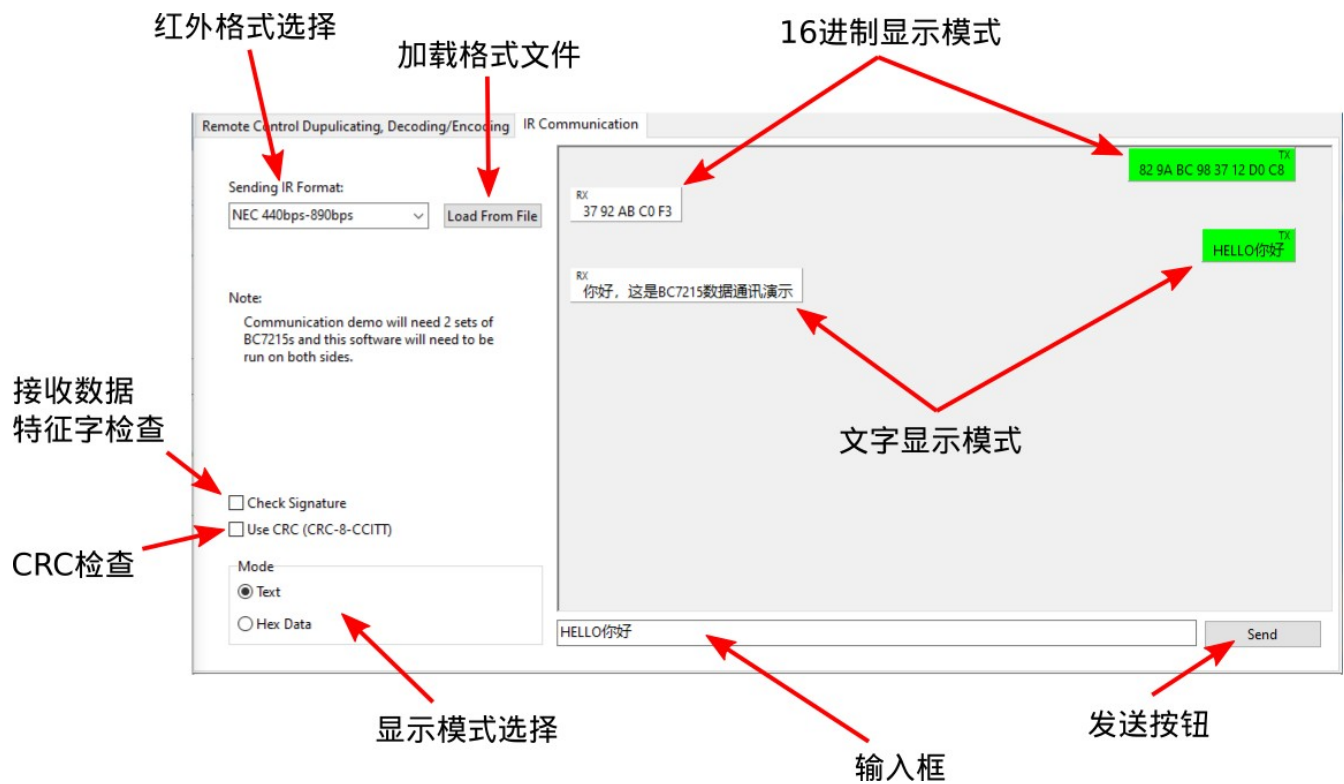 红外格式选择
加载格式文件
16进制显示模式
Remote Control Dupulicating, Decoding/Encoding
IR Communication
Sending IR Format:
NEC 440bps-890bps
Load From File
TX
82 9A BC 98 37 12 D0 C8
RX
37 92 AB C0 F3
TX
HELLO你好
RX
你好，这是BC7215数据通讯演示
Note:
Communication demo will need 2 sets of
BC7215s and this software will need to be
run on both sides.
接收数据
特征字检查
文字显示模式
Check Signature
Use CRC (CRC-8-CCITT)
CRC检查
Mode
Text
Hex Data
HELLO你好
Send
显示模式选择
输入框
发送按钮